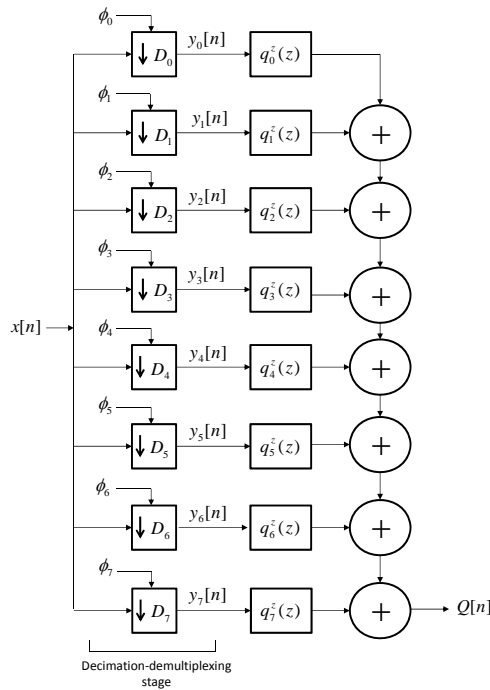 ϕ₀
↓ D₀ y₀[n] q₀ᶻ(z)
ϕ₁
↓ D₁ y₁[n] q₁ᶻ(z) +
ϕ₂
↓ D₂ y₂[n] q₂ᶻ(z) +
ϕ₃
↓ D₃ y₃[n] q₃ᶻ(z) +
x[n]
ϕ₄
↓ D₄ y₄[n] q₄ᶻ(z) +
ϕ₅
↓ D₅ y₅[n] q₅ᶻ(z) +
ϕ₆
↓ D₆ y₆[n] q₆ᶻ(z) +
ϕ₇
↓ D₇ y₇[n] q₇ᶻ(z) + Q[n]
Decimation-demultiplexing
stage